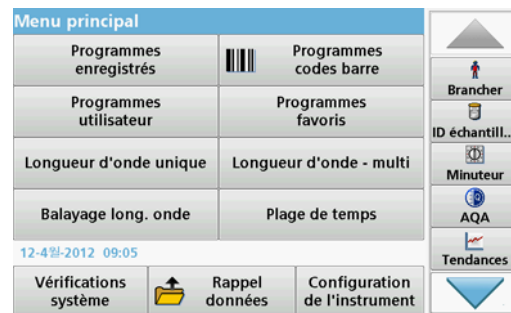 Menu principal
Programmes
enregistrés
Programmes
codes barre
Programmes
utilisateur
Programmes
favoris
Longueur d'onde unique
Longueur d'onde - multi
Balayage long. onde
Plage de temps
12-4월-2012 09:05
Vérifications
système
Rappel
données
Configuration
de l'instrument
Brancher
ID échantill..
Minuteur
AQA
Tendances